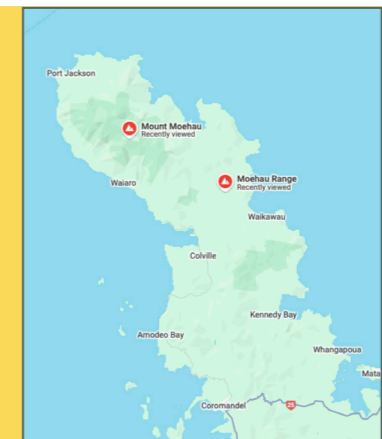 Port Jackson
Mount Moehau
Recently viewed
Moehau Range
Recently viewed
Waiaro
Waikawau
Colville
Kennedy Bay
Amodeo Bay
Whangapoua
Mata
Coromandel
25